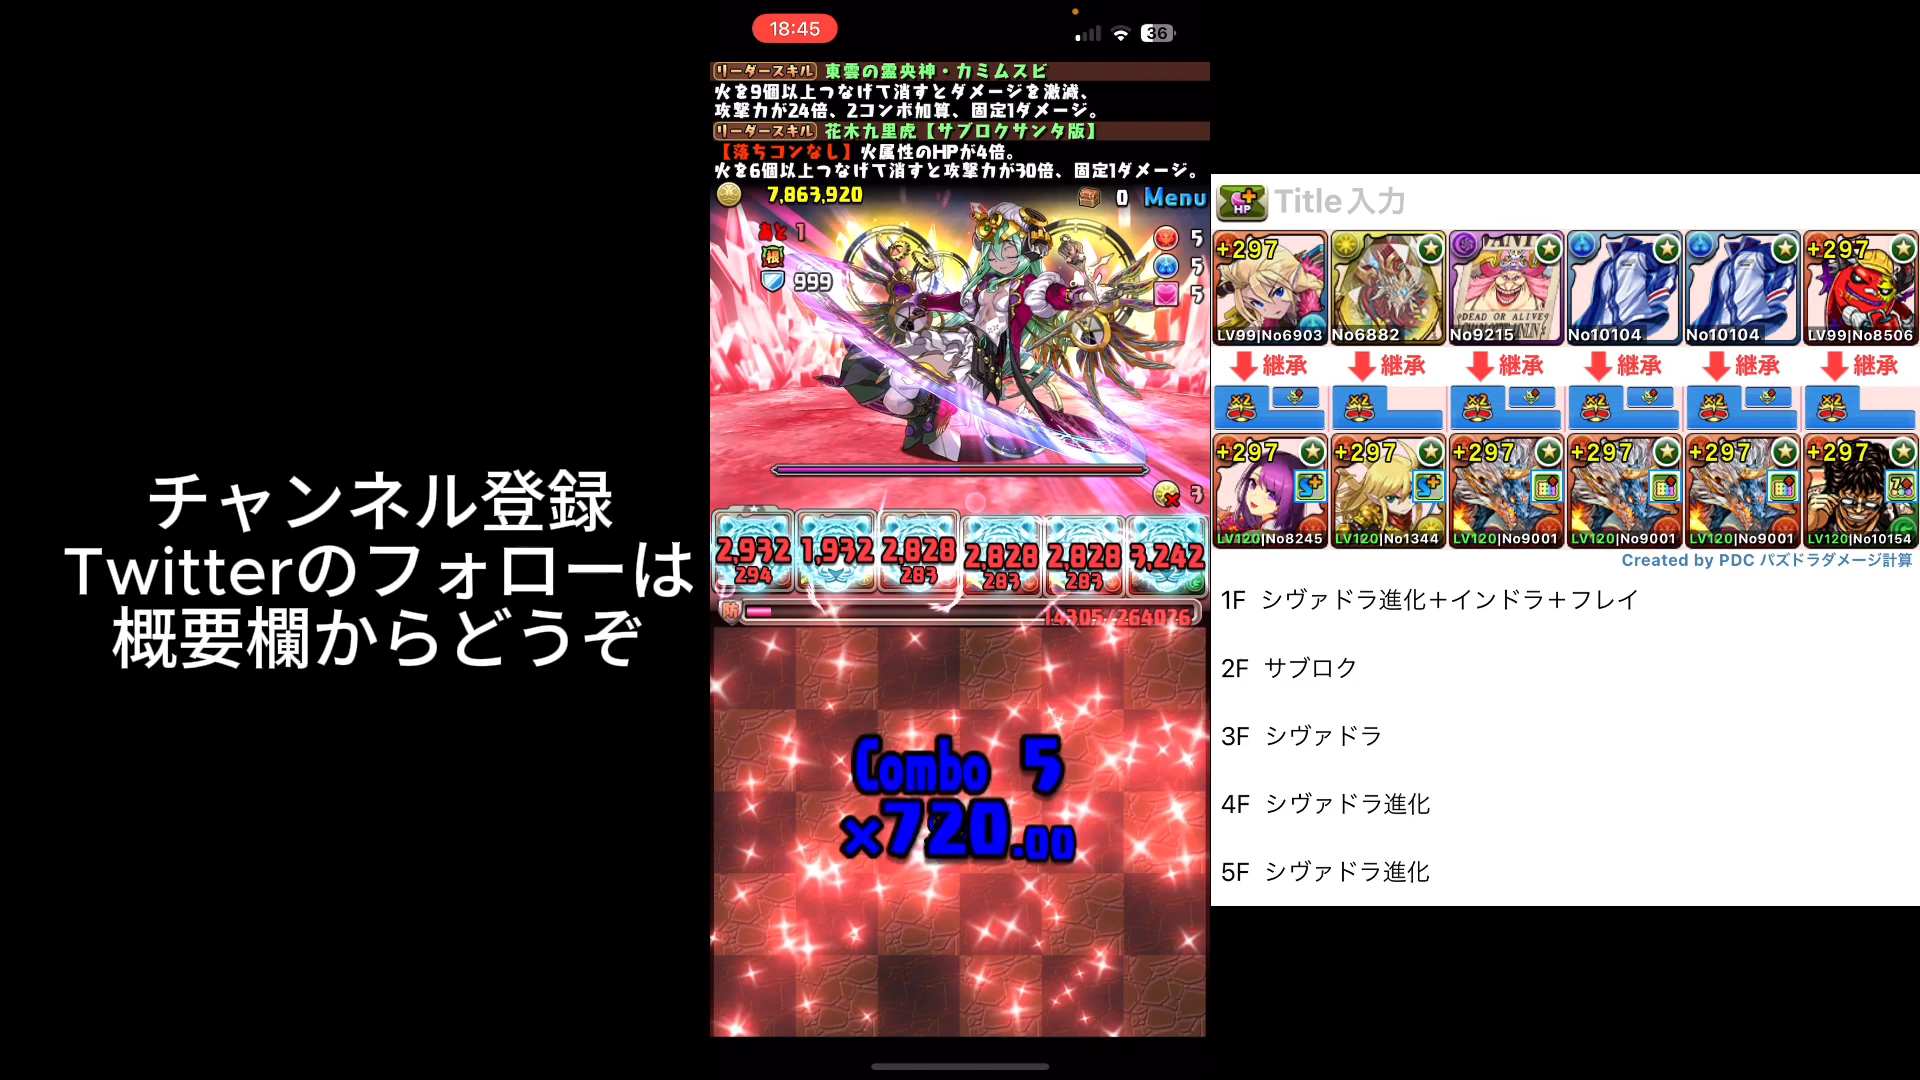 チャンネル登録
Twitterのフォローは
概要欄からどうぞ
18:45
36
リーダースキル 東雲の霊央神・カミムスビ
火を9個以上つなげて消すとダメージを激減、
攻撃力が24倍、2コンボ加算、固定1ダメージ。
リーダースキル 花木九里虎【サブロクサンタ版】
【落ちコンなし】火属性のHPが4倍。
火を6個以上つなげて消すと攻撃力が30倍、固定1ダメージ。
7,863,920 0 Menu
あと 1 5
根
999 5
5
3
2,932 1,932 2,828 2,828 2,828 3,242
294 283 283 283
防 14305/264026
Combo 5
×720.00
HP Title入力
+297 +297
DEAD OR ALIVE
LV99|No6903 No6882 No9215 No10104 No10104 LV99|No8506
継承 継承 継承 継承 継承 継承
×2 ×2 ×2 ×2 ×2 ×2
+297 +297 +297 +297 +297 +297
S+ S+ 7
LV120|No8245 LV120|No1344 LV120|No9001 LV120|No9001 LV120|No9001 LV120|No10154
Created by PDC パズドラダメージ計算
1F シヴァドラ進化＋インドラ＋フレイ
2F サブロク
3F シヴァドラ
4F シヴァドラ進化
5F シヴァドラ進化